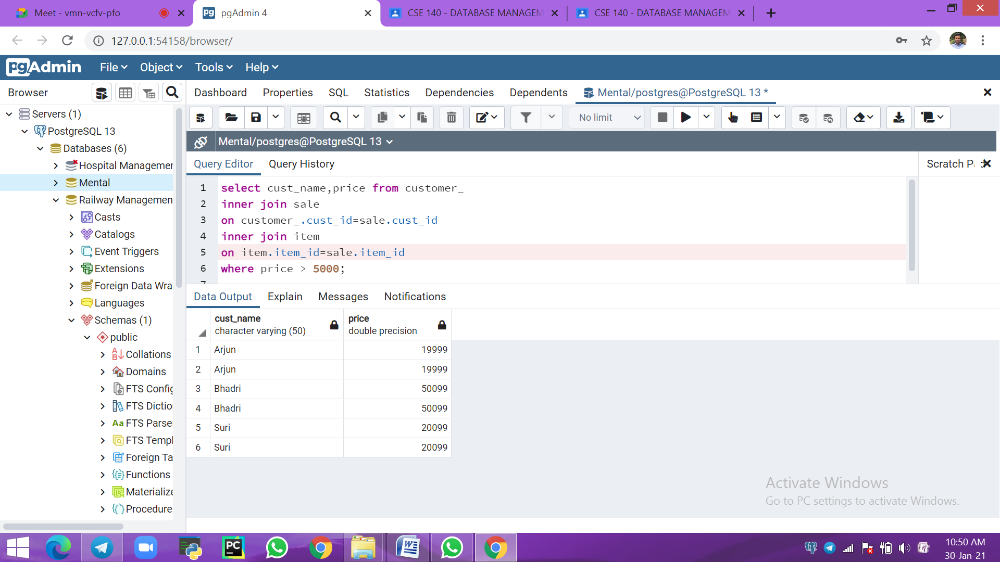 Meet - vmn-vcfv-pfo
pgAdmin 4
CSE 140 - DATABASE MANAGEM
CSE 140 - DATABASE MANAGEM
127.0.0.1:54158/browser/
pgAdmin File Object Tools Help
Browser
Dashboard Properties SQL Statistics Dependencies Dependents Mental/postgres@PostgreSQL 13 *
No limit
Mental/postgres@PostgreSQL 13
Query Editor Query History
Scratch Pa
Servers (1)
PostgreSQL 13
Databases (6)
Hospital Managemer
Mental
Railway Managemen
Casts
Catalogs
Event Triggers
Extensions
Foreign Data Wra
Languages
Schemas (1)
public
Collations
Domains
FTS Config
FTS Dictio
Aa FTS Parse
FTS Templ
Foreign Ta
Functions
Materialize
Procedure
1 select cust_name,price from customer_
2 inner join sale
3 on customer_.cust_id=sale.cust_id
4 inner join item
5 on item.item_id=sale.item_id
6 where price > 5000;
7
Data Output Explain Messages Notifications
cust_name price
character varying (50) double precision
1 Arjun 19999
2 Arjun 19999
3 Bhadri 50099
4 Bhadri 50099
5 Suri 20099
6 Suri 20099
Activate Windows
Go to PC settings to activate Windows.
10:50 AM
30-Jan-21